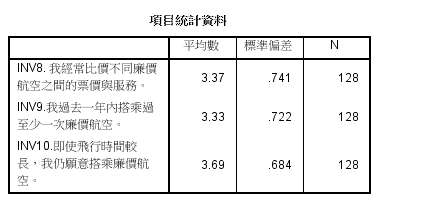 項目統計資料
平均數 標準偏差 N
INV8. 我經常比價不同廉價
航空之間的票價與服務。 3.37 .741 128
INV9.我過去一年內搭乘過
至少一次廉價航空。 3.33 .722 128
INV10.即使飛行時間較
長，我仍願意搭乘廉價航
空。 3.69 .684 128